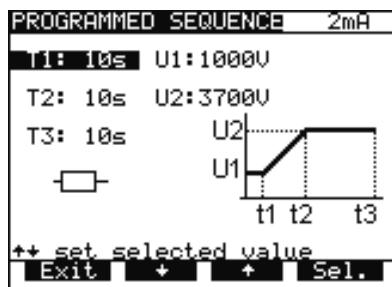 PROGRAMMED SEQUENCE 2mA
T1: 10s U1:1000V
T2: 10s U2:3700V
T3: 10s
U2
U1
t1 t2 t3
↑↓ set selected value
Exit ↓ ↑ Sel.